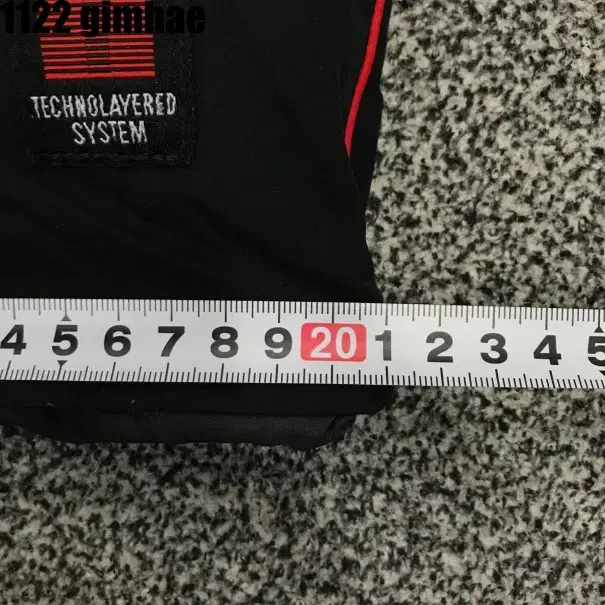 1122 gimhae
TECHNOLAYERED
SYSTEM
4 5 6 7 8 9 20 1 2 3 4 5